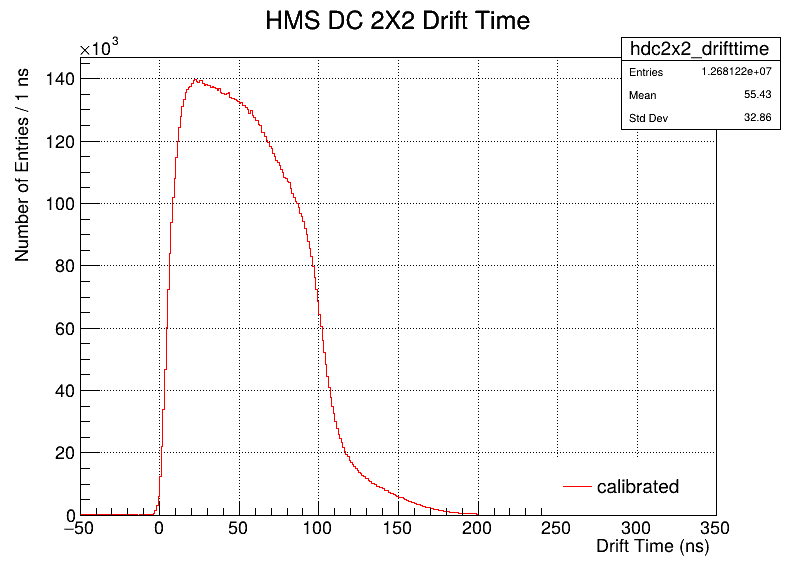 HMS DC 2X2 Drift Time
×10³
hdc2x2_drifttime
Entries 1.268122e+07
Mean 55.43
Std Dev 32.86
Number of Entries / 1 ns
140
120
100
80
60
40
20
0
−50 0 50 100 150 200 250 300 350
calibrated
Drift Time (ns)